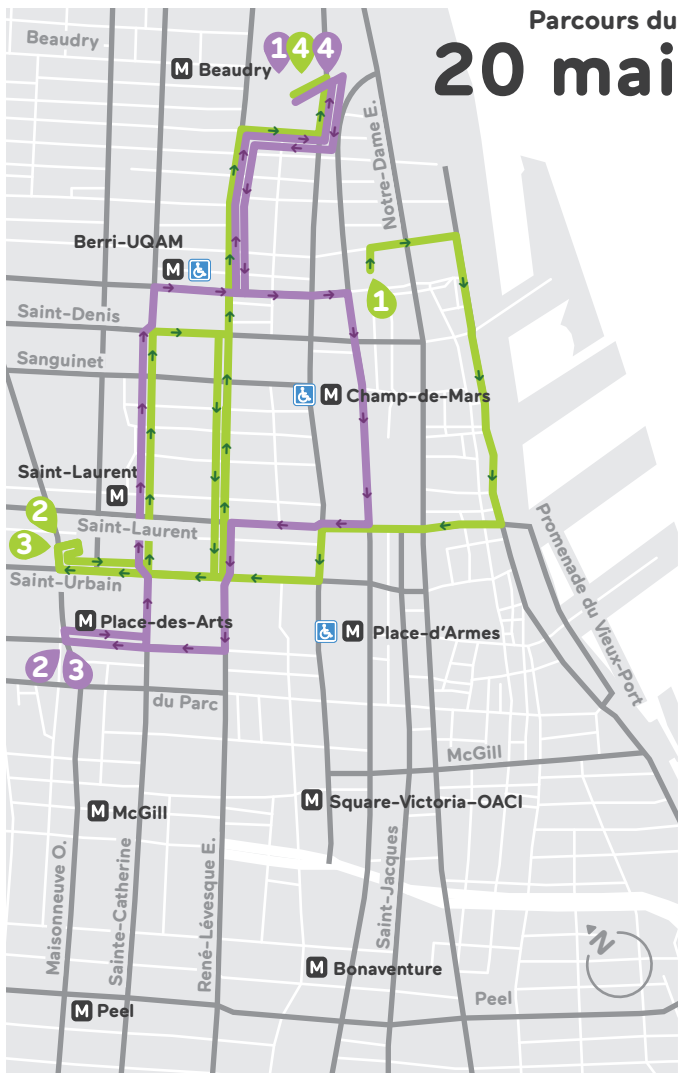 Parcours du
20 mai
Beaudry
M Beaudry
1 4 4
Notre-Dame E.
Berri-UQAM
M
1
Saint-Denis
Sanguinet
M Champ-de-Mars
Saint-Laurent
M
2
Saint-Laurent
3
Saint-Urbain
Promenade du Vieux-Port
M Place-des-Arts
M Place-d'Armes
2 3
du Parc
McGill
M McGill
M Square-Victoria-OACI
Maisonneuve O.
Sainte-Catherine
René-Lévesque E.
Saint-Jacques
N
M Bonaventure
Peel
M Peel